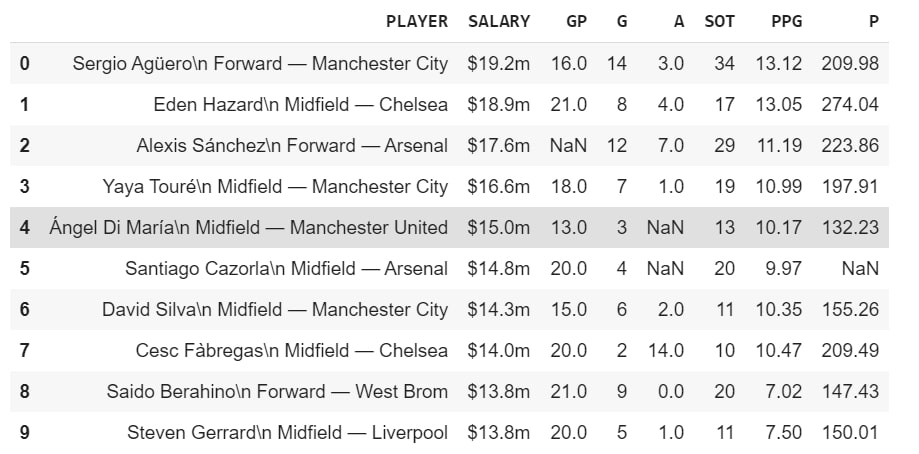 PLAYER SALARY GP G A SOT PPG P
0 Sergio Agüero\n Forward — Manchester City $19.2m 16.0 14 3.0 34 13.12 209.98
1 Eden Hazard\n Midfield — Chelsea $18.9m 21.0 8 4.0 17 13.05 274.04
2 Alexis Sánchez\n Forward — Arsenal $17.6m NaN 12 7.0 29 11.19 223.86
3 Yaya Touré\n Midfield — Manchester City $16.6m 18.0 7 1.0 19 10.99 197.91
4 Ángel Di María\n Midfield — Manchester United $15.0m 13.0 3 NaN 13 10.17 132.23
5 Santiago Cazorla\n Midfield — Arsenal $14.8m 20.0 4 NaN 20 9.97 NaN
6 David Silva\n Midfield — Manchester City $14.3m 15.0 6 2.0 11 10.35 155.26
7 Cesc Fàbregas\n Midfield — Chelsea $14.0m 20.0 2 14.0 10 10.47 209.49
8 Saido Berahino\n Forward — West Brom $13.8m 21.0 9 0.0 20 7.02 147.43
9 Steven Gerrard\n Midfield — Liverpool $13.8m 20.0 5 1.0 11 7.50 150.01